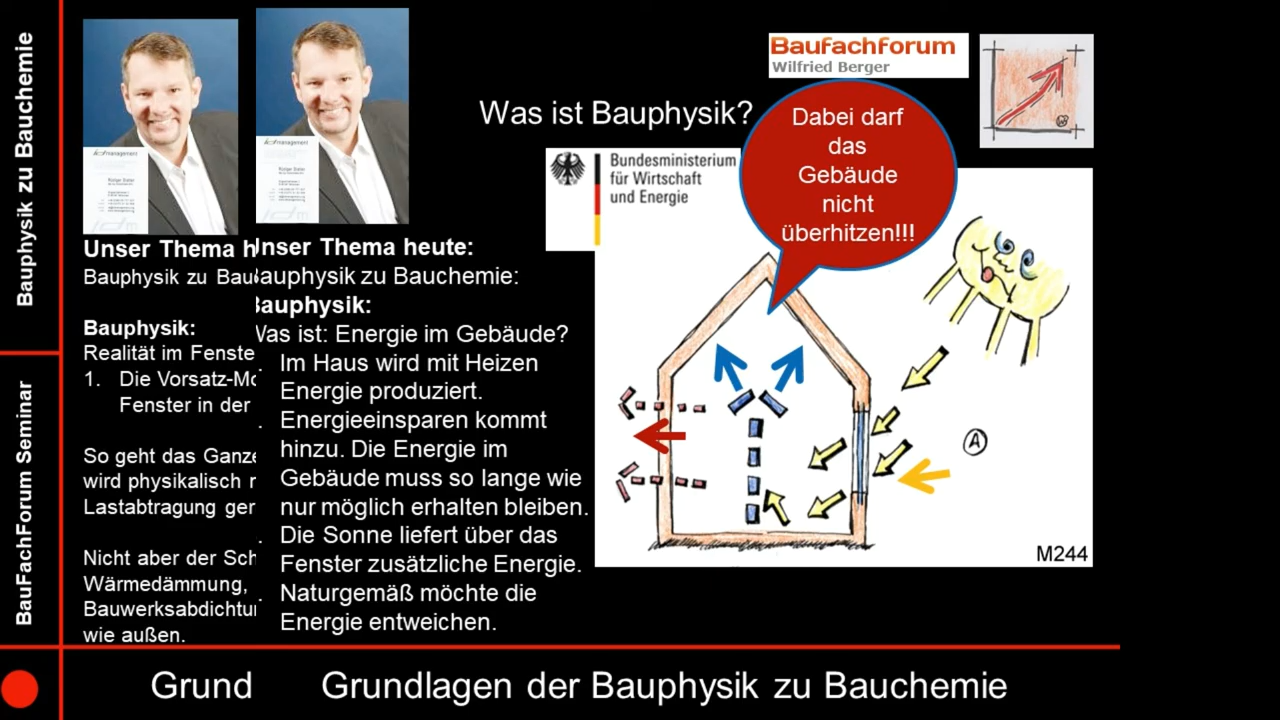 Bauphysik zu Bauchemie
BauFachForum Seminar
management
Unser Thema h
Bauphysik zu Bau
Bauphysik:
Realität im Fenste
1. Die Vorsatz-Mo
Fenster in der
So geht das Ganze
wird physikalisch r
Lastabtragung ger
Nicht aber der Sch
Wärmedämmung,
Bauwerksabdichtu
wie außen.
Grund
management
Unser Thema heute:
Bauphysik zu Bauchemie:
Bauphysik:
Was ist: Energie im Gebäude?
Im Haus wird mit Heizen
Energie produziert.
Energieeinsparen kommt
hinzu. Die Energie im
Gebäude muss so lange wie
nur möglich erhalten bleiben.
Die Sonne liefert über das
Fenster zusätzliche Energie.
Naturgemäß möchte die
Energie entweichen.
Was ist Bauphysik?
Baufachforum
Wilfried Berger
Bundesministerium
für Wirtschaft
und Energie
Dabei darf
das
Gebäude
nicht
überhitzen!!!
A
M244
Grundlagen der Bauphysik zu Bauchemie